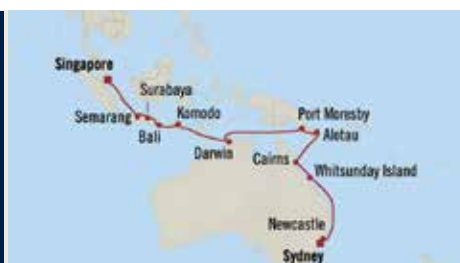 Singapore
Surabaya
Semarang
Komodo
Bali
Port Moresby
Alotau
Darwin
Cairns
Whitsunday Island
Newcastle
Sydney